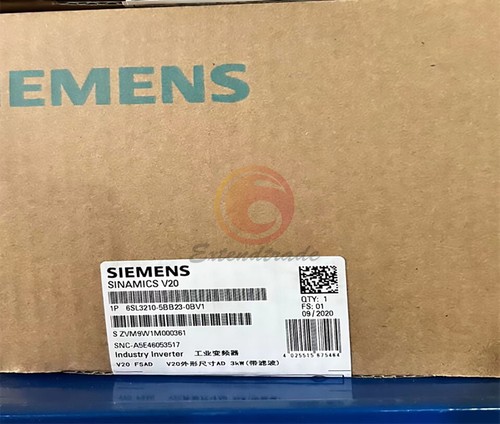 SIEMENS
Extendtrade
SIEMENS
SINAMICS V20
1P 6SL3210-5BB23-0BV1
S ZVM9W1M000361
SNC-A5E46053517
Industry Inverter 工业变频器
V20 FSAD V20外形尺寸AD 3kW(带滤波)
QTY: 1
FS: 01
09/2020
4 025515 675464